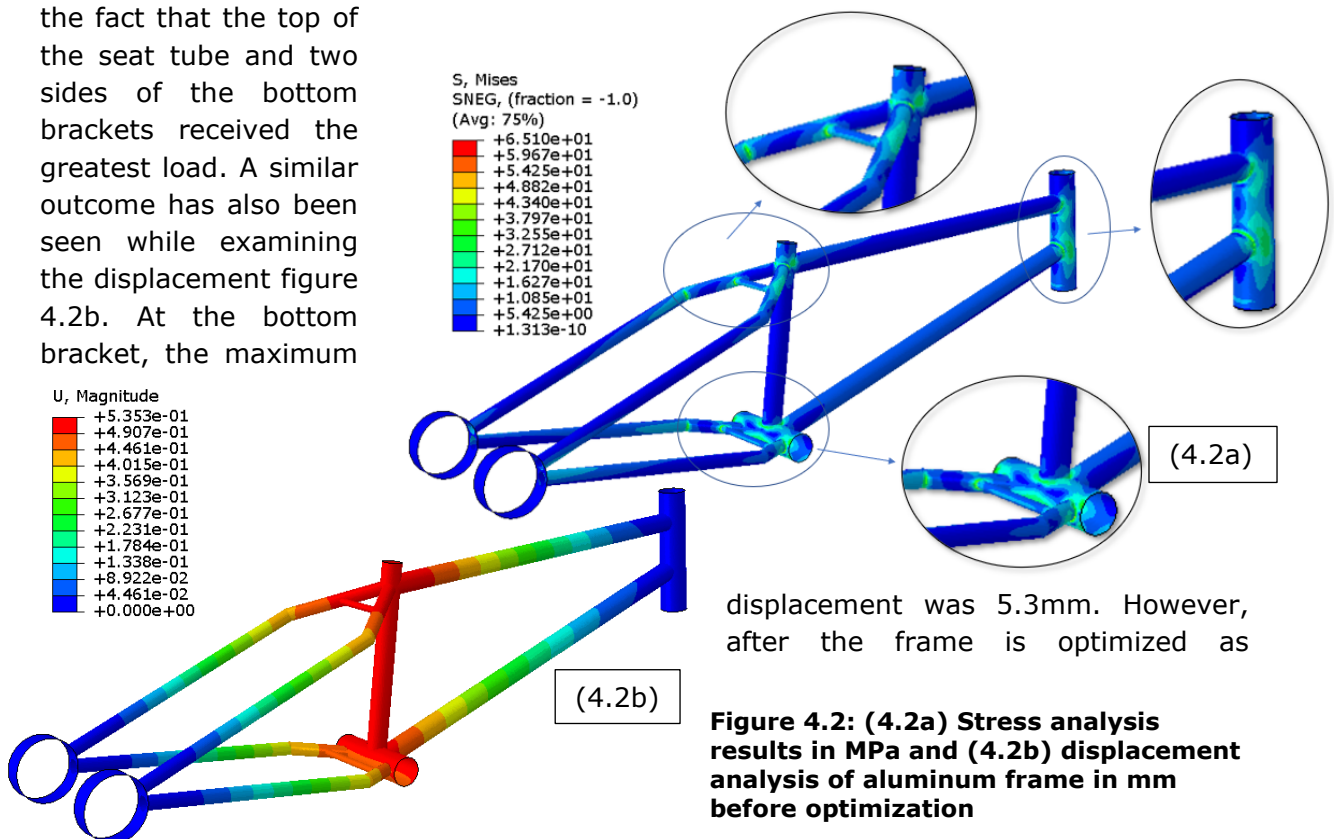 the fact that the top of
the seat tube and two
sides of the bottom
brackets received the
greatest load. A similar
outcome has also been
seen while examining
the displacement figure
4.2b. At the bottom
bracket, the maximum
S, Mises
SNEG, (fraction = -1.0)
(Avg: 75%)
+6.510e+01
+5.967e+01
+5.425e+01
+4.882e+01
+4.340e+01
+3.797e+01
+3.255e+01
+2.712e+01
+2.170e+01
+1.627e+01
+1.085e+01
+5.425e+00
+1.313e-10
(4.2a)
U, Magnitude
+5.353e-01
+4.907e-01
+4.461e-01
+4.015e-01
+3.569e-01
+3.123e-01
+2.677e-01
+2.231e-01
+1.784e-01
+1.338e-01
+8.922e-02
+4.461e-02
+0.000e+00
(4.2b)
displacement was 5.3mm. However,
after the frame is optimized as
Figure 4.2: (4.2a) Stress analysis
results in MPa and (4.2b) displacement
analysis of aluminum frame in mm
before optimization